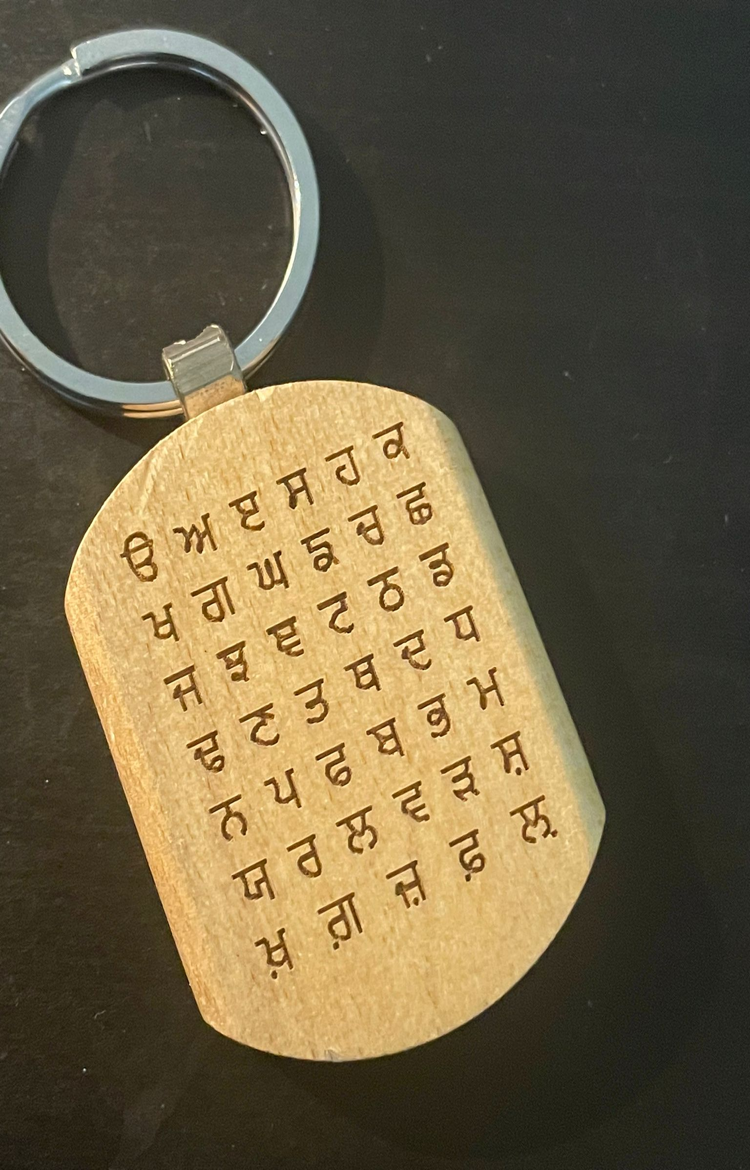 ੳ ਅ ੲ ਸ ਹ ਕ
ਖ ਗ ਘ ਙ ਚ ਛ
ਜ ਝ ਞ ਟ ਠ ਡ
ਢ ਣ ਤ ਥ ਦ ਧ
ਨ ਪ ਫ ਬ ਭ ਮ
ਯ ਰ ਲ ਵ ੜ ਸ਼
ਖ਼ ਗ਼ ਜ਼ ਫ਼ ਲ਼